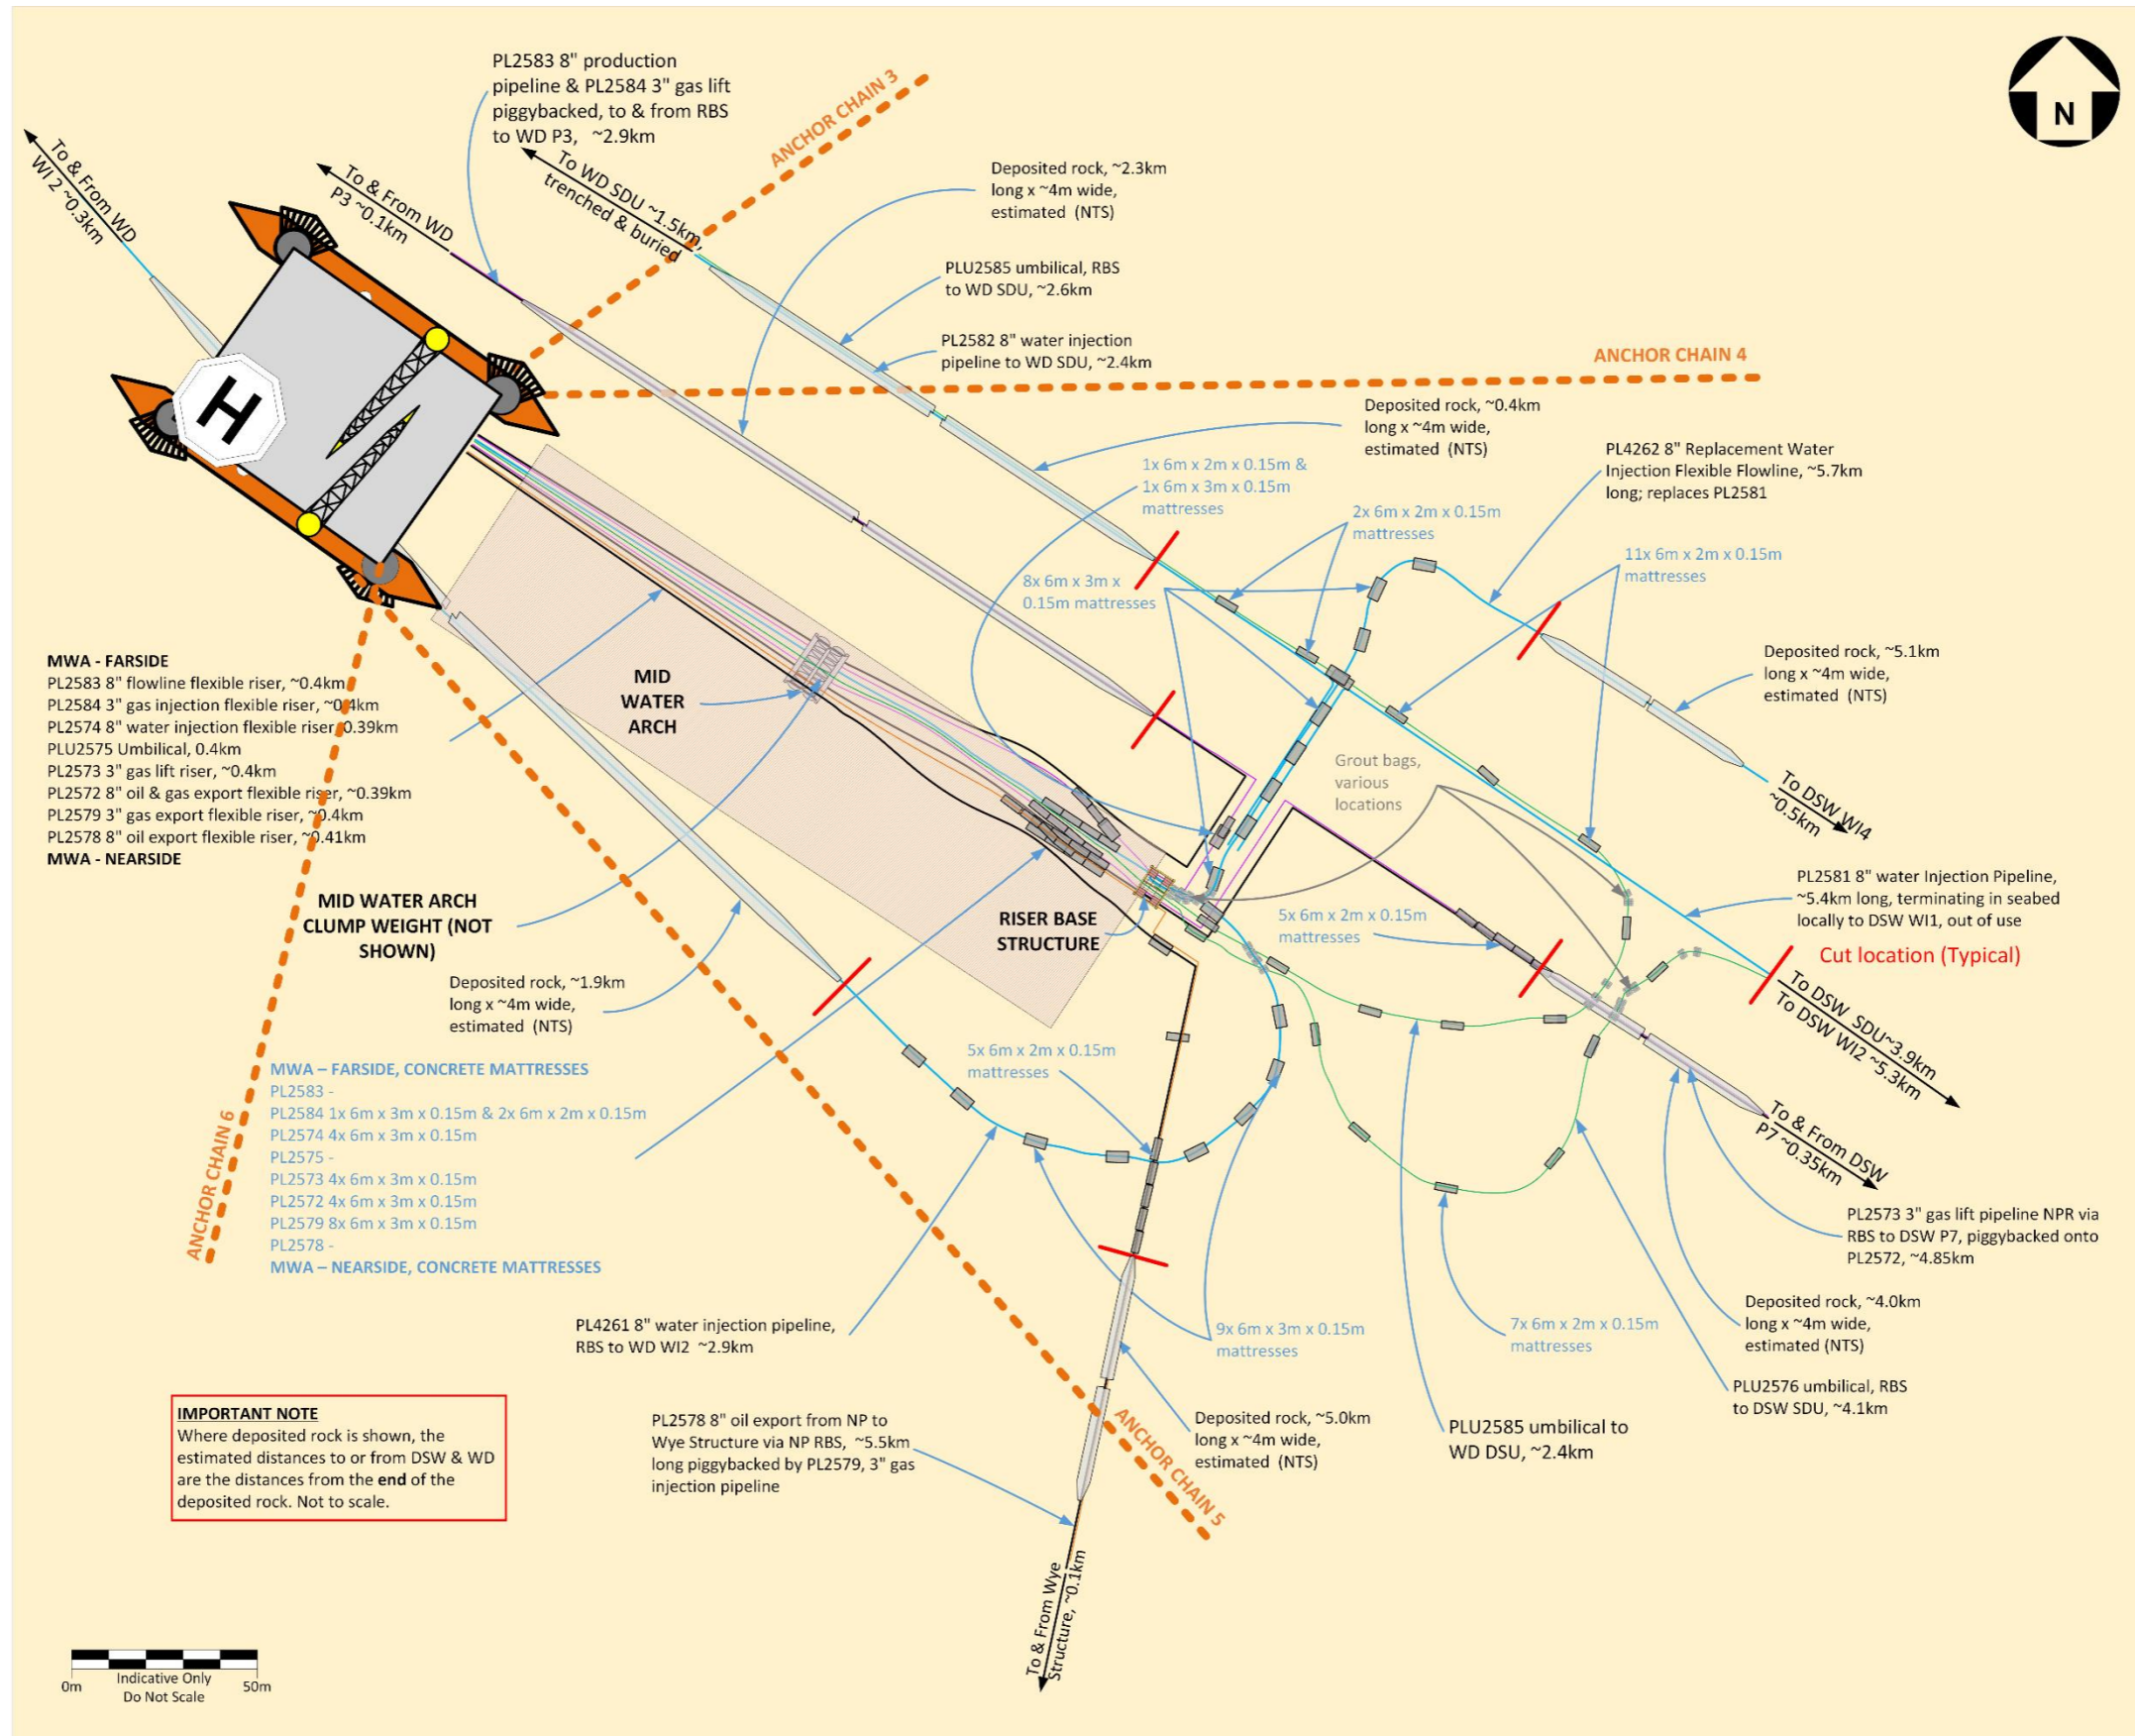 PL2583 8" production
pipeline & PL2584 3" gas lift
piggybacked, to & from RBS
to WD P3,   ~2.9km
ANCHOR CHAIN 3
N
To & From WD
WI 2 ~0.3km
To & From WD
P3 ~0.1km
To WD SDU ~1.5km,
trenched & buried
Deposited rock, ~2.3km
long x ~4m wide,
estimated  (NTS)
PLU2585 umbilical, RBS
to WD SDU, ~2.6km
PL2582 8" water injection
pipeline to WD SDU, ~2.4km
ANCHOR CHAIN 4
H
Deposited rock, ~0.4km
long x ~4m wide,
estimated  (NTS)
PL4262 8" Replacement Water
Injection Flexible Flowline, ~5.7km
long; replaces PL2581
1x 6m x 2m x 0.15m &
1x 6m x 3m x 0.15m
mattresses
2x 6m x 2m x 0.15m
mattresses
11x 6m x 2m x 0.15m
mattresses
8x 6m x 3m x
0.15m mattresses
Deposited rock, ~5.1km
long x ~4m wide,
estimated (NTS)
MWA - FARSIDE
PL2583 8" flowline flexible riser, ~0.4km
PL2584 3" gas injection flexible riser, ~0.4km
PL2574 8" water injection flexible riser, 0.39km
PLU2575 Umbilical, 0.4km
PL2573 3" gas lift riser, ~0.4km
PL2572 8" oil & gas export flexible riser, ~0.39km
PL2579 3" gas export flexible riser, ~0.4km
PL2578 8" oil export flexible riser, ~0.41km
MWA - NEARSIDE
MID
WATER
ARCH
Grout bags,
various
locations
To DSW WI4
~0.5km
MID WATER ARCH
CLUMP WEIGHT (NOT
SHOWN)
RISER BASE
STRUCTURE
5x 6m x 2m x 0.15m
mattresses
PL2581 8" water Injection Pipeline,
~5.4km long, terminating in seabed
locally to DSW WI1, out of use
Cut location (Typical)
Deposited rock, ~1.9km
long x ~4m wide,
estimated  (NTS)
To DSW  SDU~3.9km
To DSW WI2 ~5.3km
MWA – FARSIDE, CONCRETE MATTRESSES
PL2583 -
PL2584 1x 6m x 3m x 0.15m & 2x 6m x 2m x 0.15m
PL2574 4x 6m x 3m x 0.15m
PL2575 -
PL2573 4x 6m x 3m x 0.15m
PL2572 4x 6m x 3m x 0.15m
PL2579 8x 6m x 3m x 0.15m
PL2578 -
MWA – NEARSIDE, CONCRETE MATTRESSES
5x 6m x 2m x 0.15m
mattresses
ANCHOR CHAIN 6
To & From DSW
P7 ~0.35km
PL2573 3" gas lift pipeline NPR via
RBS to DSW P7, piggybacked onto
PL2572, ~4.85km
PL4261 8" water injection pipeline,
RBS to WD WI2  ~2.9km
9x 6m x 3m x 0.15m
mattresses
7x 6m x 2m x 0.15m
mattresses
Deposited rock, ~4.0km
long x ~4m wide,
estimated (NTS)
PLU2576 umbilical, RBS
to DSW SDU, ~4.1km
IMPORTANT NOTE
Where deposited rock is shown, the
estimated distances to or from DSW & WD
are the distances from the end of the
deposited rock. Not to scale.
PL2578 8" oil export from NP to
Wye Structure via NP RBS,  ~5.5km
long piggybacked by PL2579, 3" gas
injection pipeline
ANCHOR CHAIN 5
Deposited rock, ~5.0km
long x ~4m wide,
estimated  (NTS)
PLU2585 umbilical to
WD DSU, ~2.4km
To & From Wye
Structure, ~0.1km
0m
Indicative Only
Do Not Scale
50m